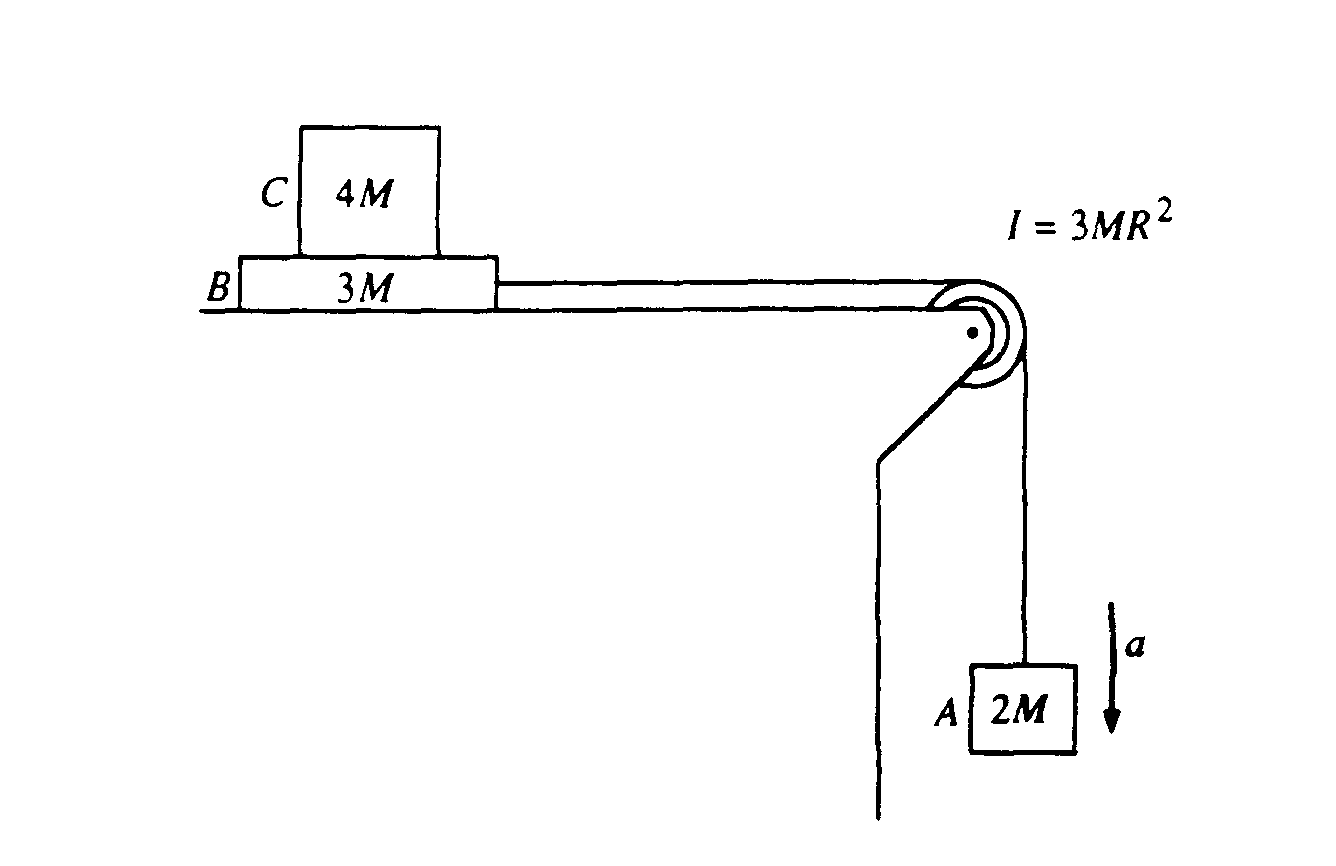 C 4M
I = 3MR²
B 3M
a
A 2M